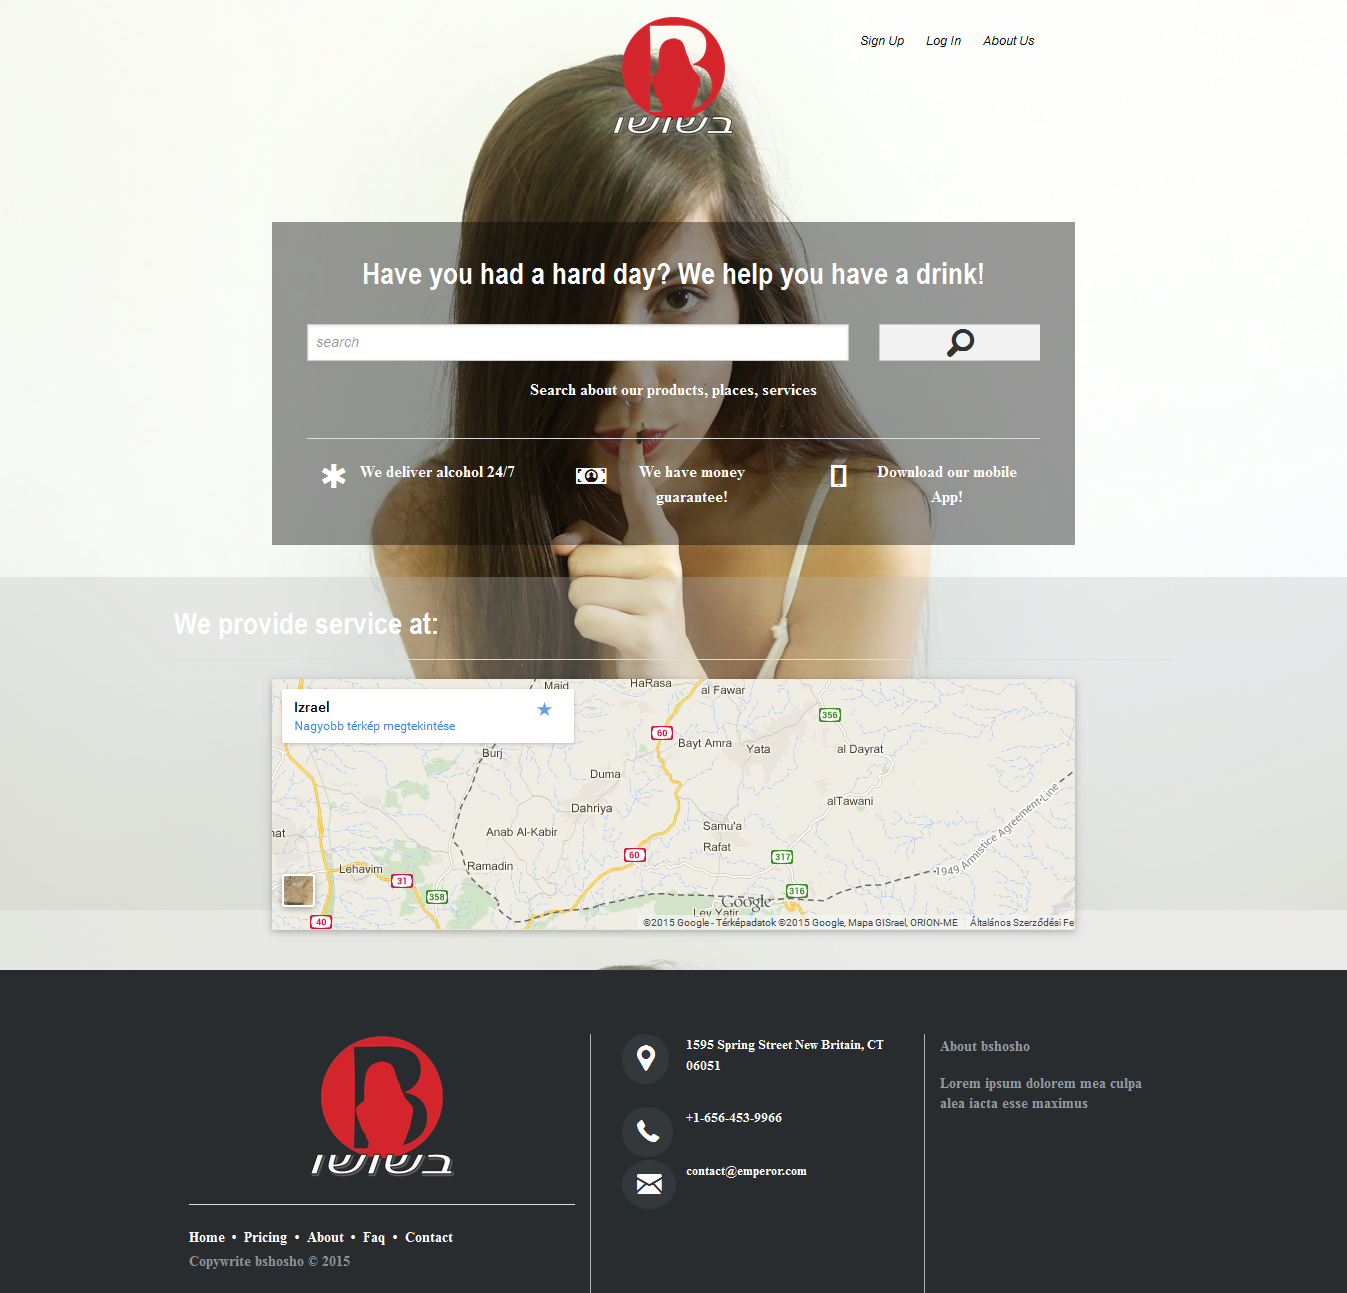 Sign Up Log In About Us
בשושו
Have you had a hard day? We help you have a drink!
search
Search about our products, places, services
We deliver alcohol 24/7
We have money
guarantee!
Download our mobile
App!
We provide service at:
Izrael
Nagyobb térkép megtekintése
Majd
HaRasa
al Fawar
356
60
Bayt Amra
Yata
al Dayrat
Burj
Duma
Dahriya
alTawani
Anab Al-Kabir
Samu'a
Rafat
60
317
1949 Armistice Agreement Line
Ramadin
Lehavim
31
358
316
Lev Yatir
Google
40
©2015 Google - Térképadatok ©2015 Google, Mapa GISrael, ORION-ME Általános Szerződési Fe
בשושו
Home • Pricing • About • Faq • Contact
Copywrite bshosho © 2015
1595 Spring Street New Britain, CT
06051
+1-656-453-9966
contact@emperor.com
About bshosho
Lorem ipsum dolorem mea culpa
alea iacta esse maximus